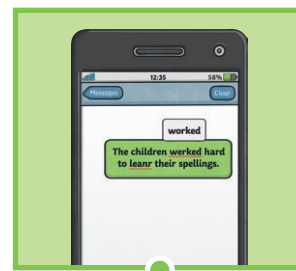 12:35 58%
Messages Clear
worked
The children werked hard
to leanr their spellings.